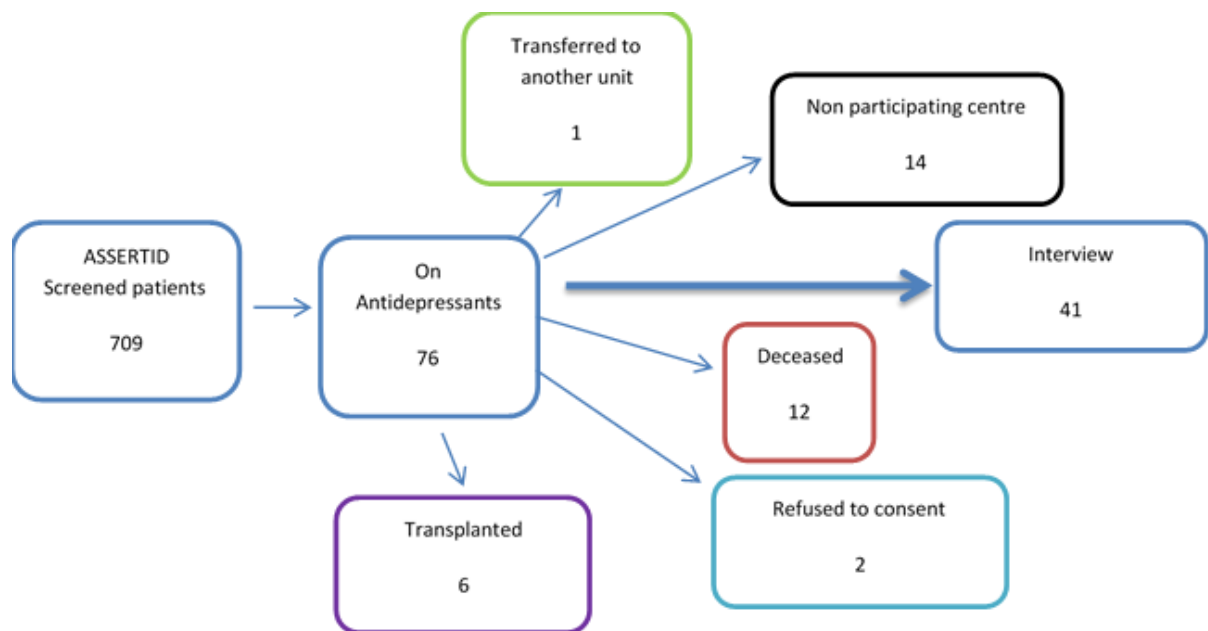 Transferred to
another unit
1
Non participating centre
14
ASSERTID
Screened patients
709
On
Antidepressants
76
Interview
41
Deceased
12
Refused to consent
2
Transplanted
6